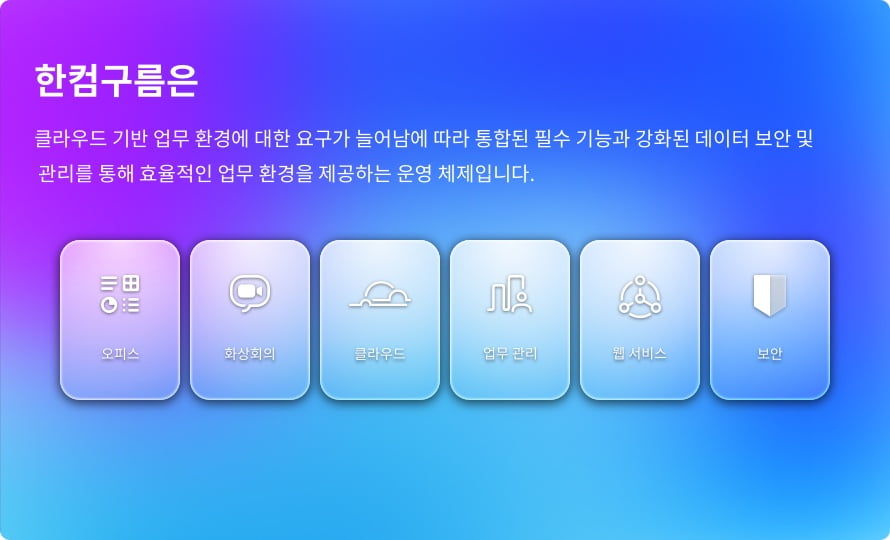 한컴구름은
클라우드 기반 업무 환경에 대한 요구가 늘어남에 따라 통합된 필수 기능과 강화된 데이터 보안 및
관리를 통해 효율적인 업무 환경을 제공하는 운영 체제입니다.
오피스
화상회의
클라우드
업무 관리
웹 서비스
보안